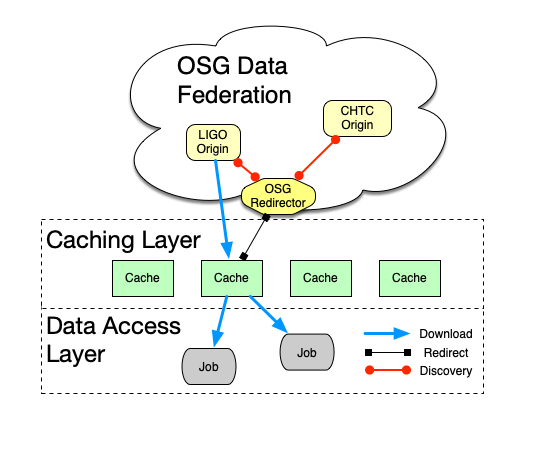 OSG Data
Federation
CHTC
Origin
LIGO
Origin
OSG
Redirector
Caching Layer
Cache
Cache
Cache
Cache
Data Access
Layer
Job
Job
Download
Redirect
Discovery